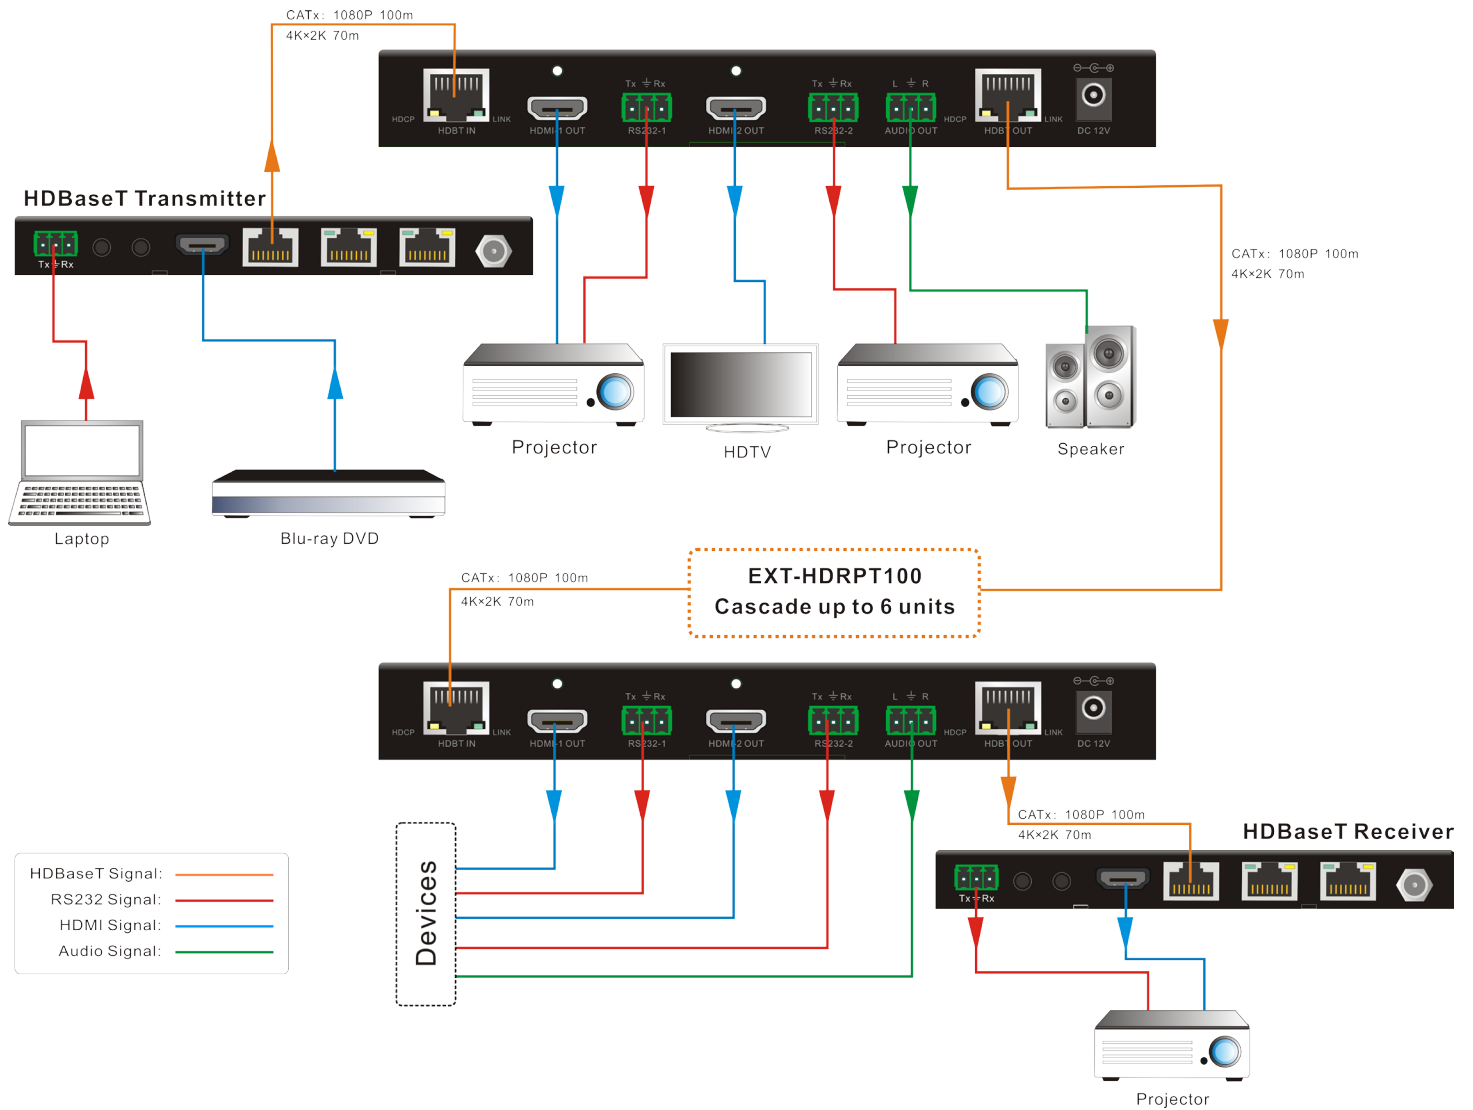 CATx: 1080P 100m
4K×2K 70m
Tx Rx
Tx Rx
L R
HDCP
HDBT IN
LINK
HDMI-1 OUT
RS232-1
HDMI-2 OUT
RS232-2
AUDIO OUT
HDCP
HDBT OUT
LINK
DC 12V
HDBaseT Transmitter
Tx Rx
CATx: 1080P 100m
4K×2K 70m
Projector
HDTV
Projector
Speaker
Laptop
Blu-ray DVD
CATx: 1080P 100m
4K×2K 70m
EXT-HDRPT100
Cascade up to 6 units
Tx Rx
Tx Rx
L R
HDCP
HDBT IN
LINK
HDMI-1 OUT
RS232-1
HDMI-2 OUT
RS232-2
AUDIO OUT
HDCP
HDBT OUT
LINK
DC 12V
CATx: 1080P 100m
4K×2K 70m
HDBaseT Receiver
Tx Rx
Devices
HDBaseT Signal:
RS232 Signal:
HDMI Signal:
Audio Signal:
Projector